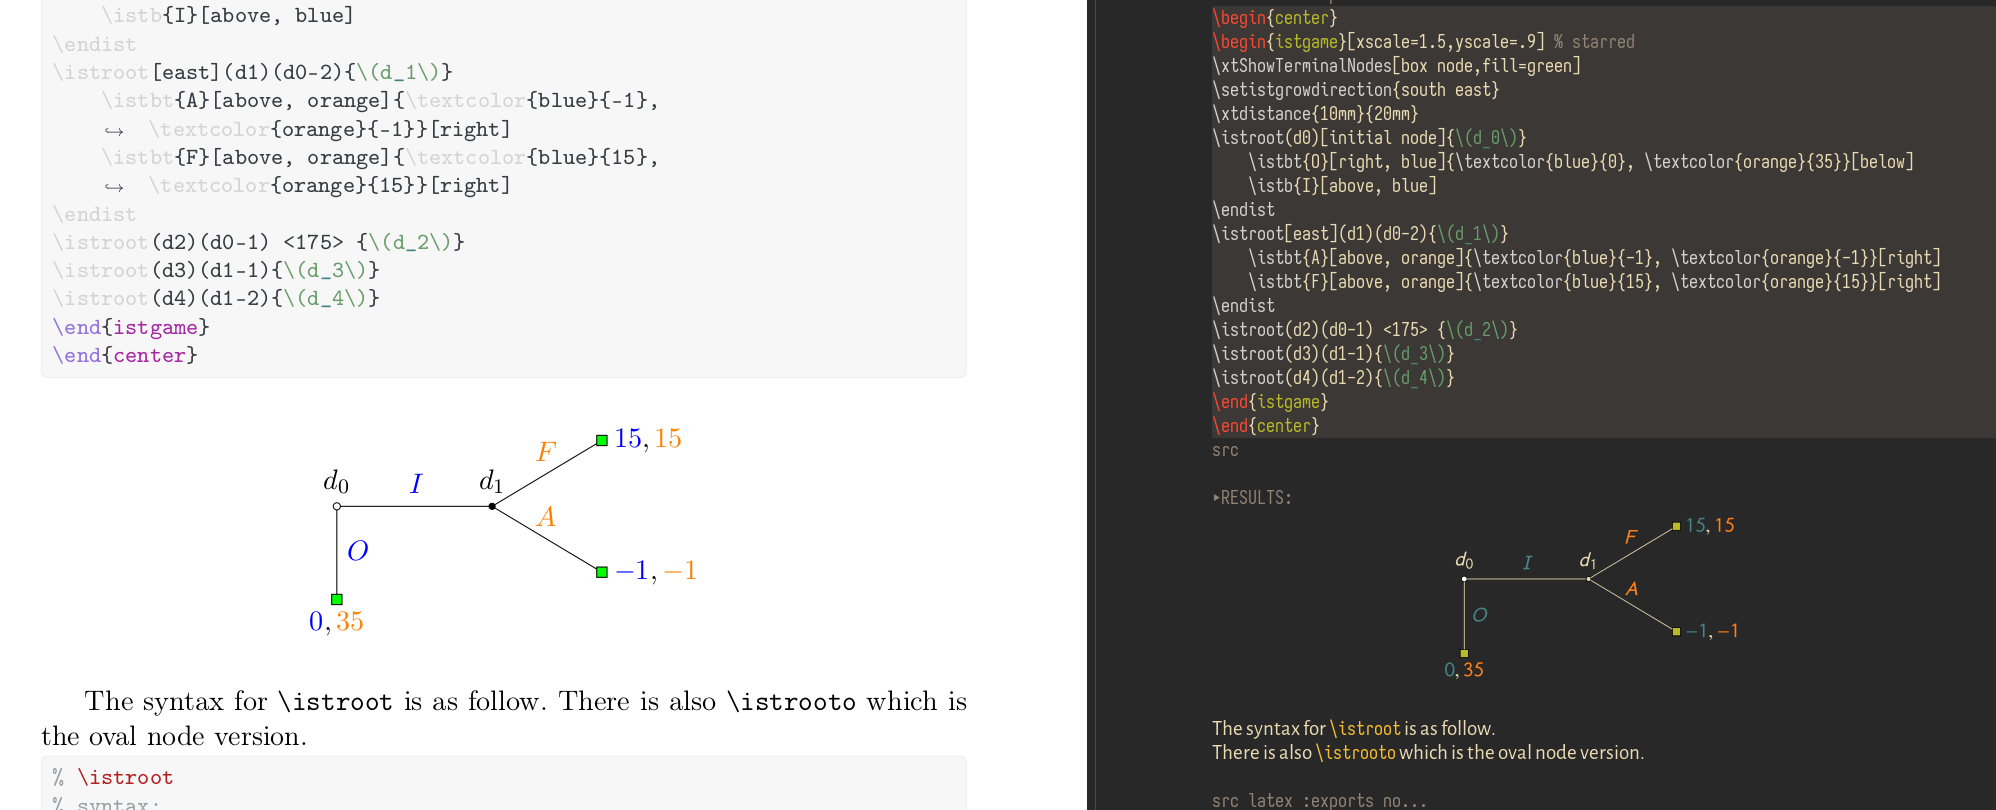 \istb{I}[above, blue]
\endist
\istroot[east](d1)(d0-2){\(d_1\)}
\istbt{A}[above, orange]{\textcolor{blue}{-1},
↪ \textcolor{orange}{-1}}[right]
\istbt{F}[above, orange]{\textcolor{blue}{15},
↪ \textcolor{orange}{15}}[right]
\endist
\istroot(d2)(d0-1) <175> {\(d_2\)}
\istroot(d3)(d1-1){\(d_3\)}
\istroot(d4)(d1-2){\(d_4\)}
\end{istgame}
\end{center}
15, 15
F
d0
I
d1
A
O
−1, −1
0, 35
The syntax for \istroot is as follow. There is also \istrooto which is
the oval node version.
% \istroot
% syntax:
\begin{center}
\begin{istgame}[xscale=1.5,yscale=.9] % starred
\xtShowTerminalNodes[box node,fill=green]
\setistgrowdirection{south east}
\xtdistance{10mm}{20mm}
\istroot(d0)[initial node]{\(d_0\)}
\istbt{O}[right, blue]{\textcolor{blue}{0}, \textcolor{orange}{35}}[below]
\istb{I}[above, blue]
\endist
\istroot[east](d1)(d0-2){\(d_1\)}
\istbt{A}[above, orange]{\textcolor{blue}{-1}, \textcolor{orange}{-1}}[right]
\istbt{F}[above, orange]{\textcolor{blue}{15}, \textcolor{orange}{15}}[right]
\endist
\istroot(d2)(d0-1) <175> {\(d_2\)}
\istroot(d3)(d1-1){\(d_3\)}
\istroot(d4)(d1-2){\(d_4\)}
\end{istgame}
\end{center}
src
▸RESULTS:
15, 15
F
d0
I
d1
A
O
−1, −1
0, 35
The syntax for \istroot is as follow.
There is also \istrooto which is the oval node version.
src latex :exports no...